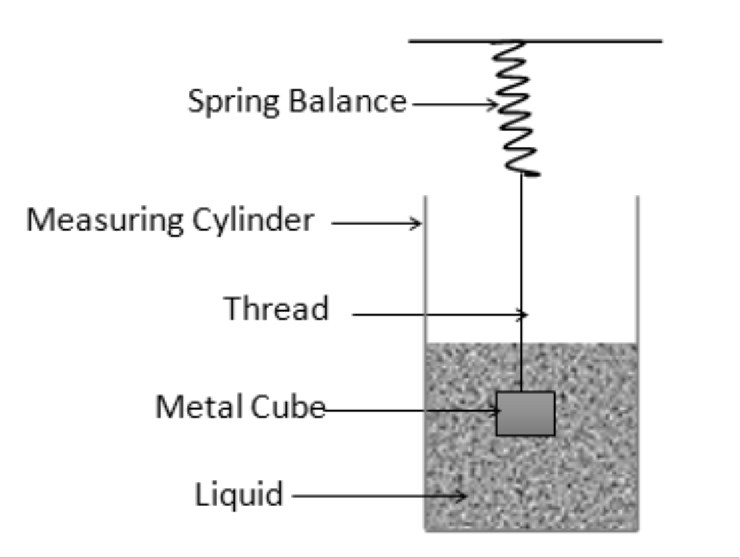 Spring Balance
Measuring Cylinder
Thread
Metal Cube
Liquid